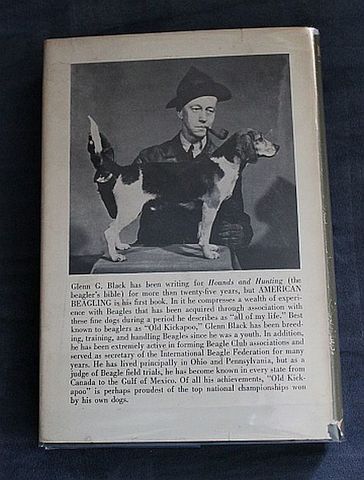 Glenn G. Black has been writing for Hounds and Hunting (the
beagler's bible) for more than twenty-five years, but AMERICAN
BEAGLING is his first book. In it he compresses a wealth of experi-
ence with Beagles that has been acquired through association with
these fine dogs during a period he describes as "all of my life." Best
known to beaglers as "Old Kickapoo," Glenn Black has been breed-
ing, training, and handling Beagles since he was a youth. In addition,
he has been extremely active in forming Beagle Club associations and
served as secretary of the International Beagle Federation for many
years. He has lived principally in Ohio and Pennsylvania, but as a
judge of Beagle field trials, he has become known in every state from
Canada to the Gulf of Mexico. Of all his achievements, "Old Kick-
apoo" is perhaps proudest of the top national championships won
by his own dogs.